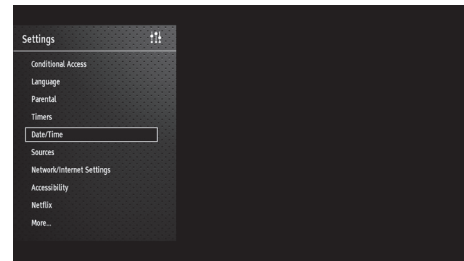 Settings
Conditional Access
Language
Parental
Timers
Date/Time
Sources
Network/Internet Settings
Accessibility
Netflix
More...